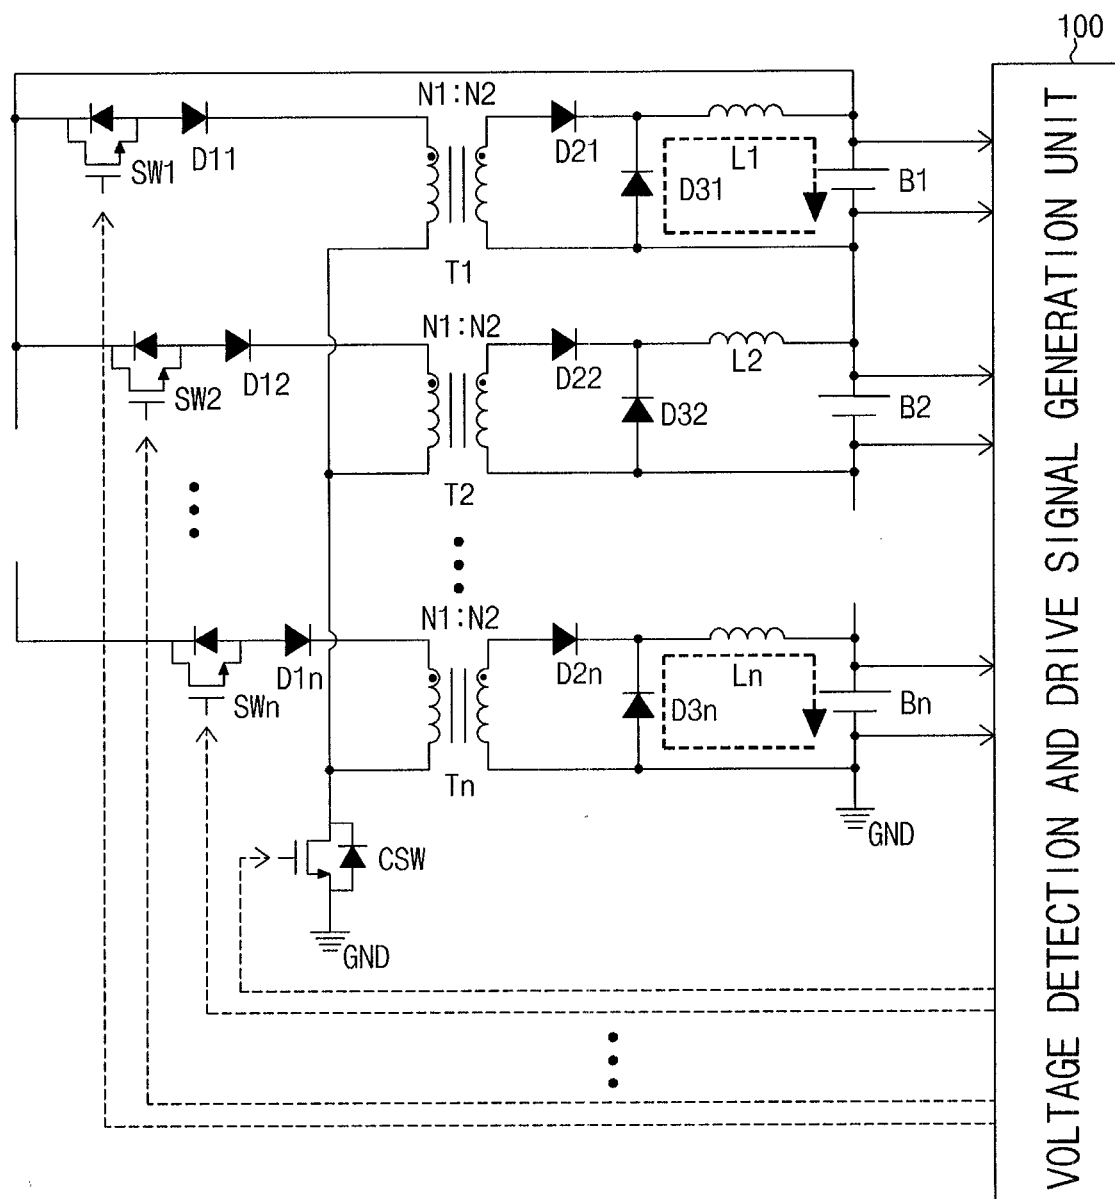 100
N1:N2
SW1
D11
D21
L1
D31
B1
T1
N1:N2
SW2
D12
D22
L2
D32
B2
T2
N1:N2
SWn
D1n
D2n
Ln
D3n
Bn
Tn
CSW
GND
GND
VOLTAGE DETECTION AND DRIVE SIGNAL GENERATION UNIT